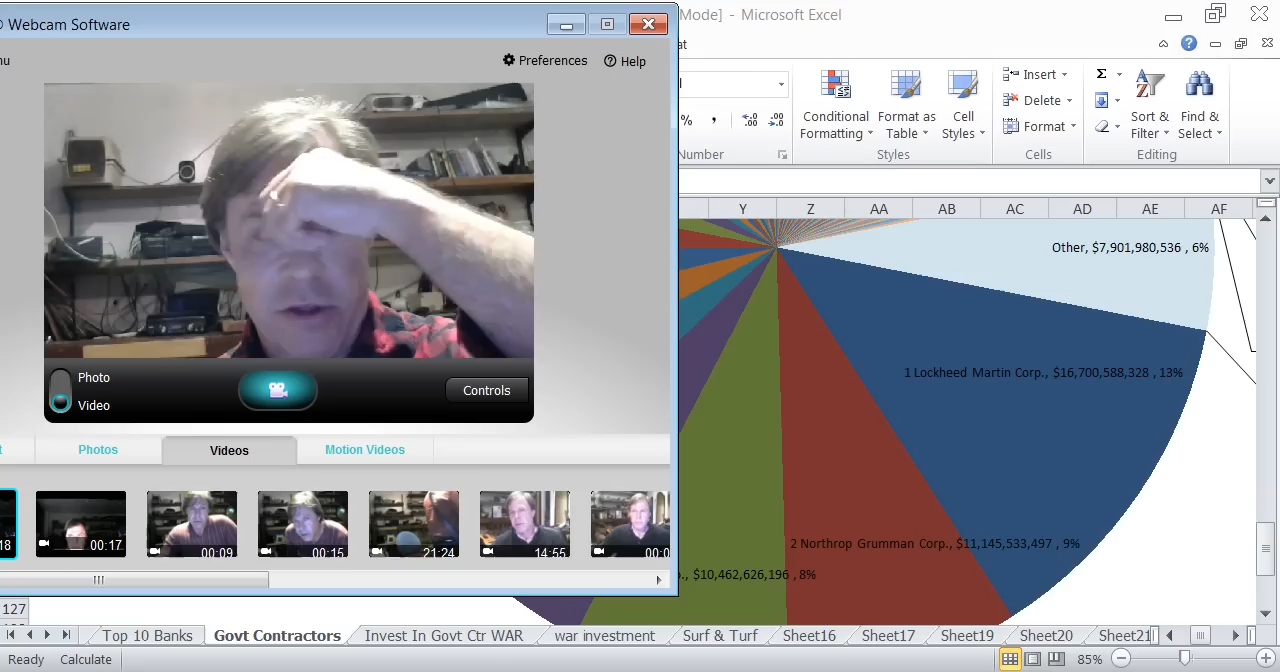 Webcam Software
Preferences
Help
Photo
Video
Controls
Photos
Videos
Motion Videos
18
00:17
00:09
00:15
21:24
14:55
Mode] - Microsoft Excel
at
%
,
Number
Conditional
Formatting
Format as
Table
Cell
Styles
Styles
Insert
Delete
Format
Cells
Σ
Sort &
Filter
Find &
Select
Editing
Y Z AA AB AC AD AE AF
Other, $7,901,980,536 , 6%
1 Lockheed Martin Corp., $16,700,588,328 , 13%
2 Northrop Grumman Corp., $11,145,533,497 , 9%
., $10,462,626,196 , 8%
127
Top 10 Banks Govt Contractors Invest In Govt Ctr WAR war investment Surf & Turf Sheet16 Sheet17 Sheet19 Sheet20 Sheet21
Ready Calculate 85%